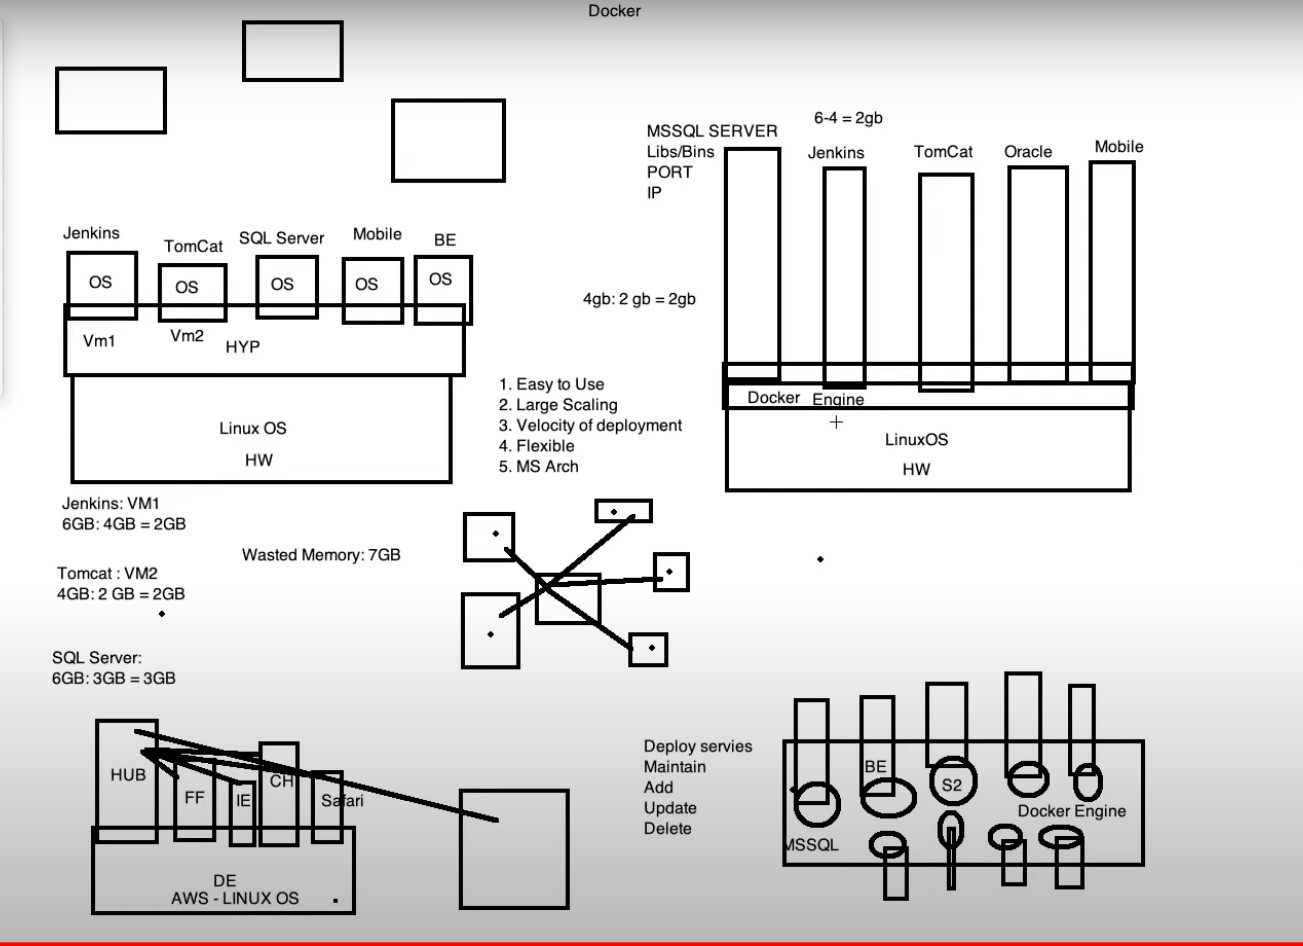 Docker
6-4 = 2gb
MSSQL SERVER
Libs/Bins
PORT
IP
Jenkins
TomCat
Oracle
Mobile
Jenkins
TomCat
SQL Server
Mobile
BE
OS
OS
OS
OS
OS
Vm1
Vm2
HYP
4gb: 2 gb = 2gb
Linux OS
HW
1. Easy to Use
2. Large Scaling
3. Velocity of deployment
4. Flexible
5. MS Arch
Docker Engine
LinuxOS
HW
Jenkins: VM1
6GB: 4GB = 2GB
Wasted Memory: 7GB
Tomcat : VM2
4GB: 2 GB = 2GB
SQL Server:
6GB: 3GB = 3GB
HUB
FF
IE
CH
Safari
DE
AWS - LINUX OS
Deploy servies
Maintain
Add
Update
Delete
BE
S2
Docker Engine
MSSQL